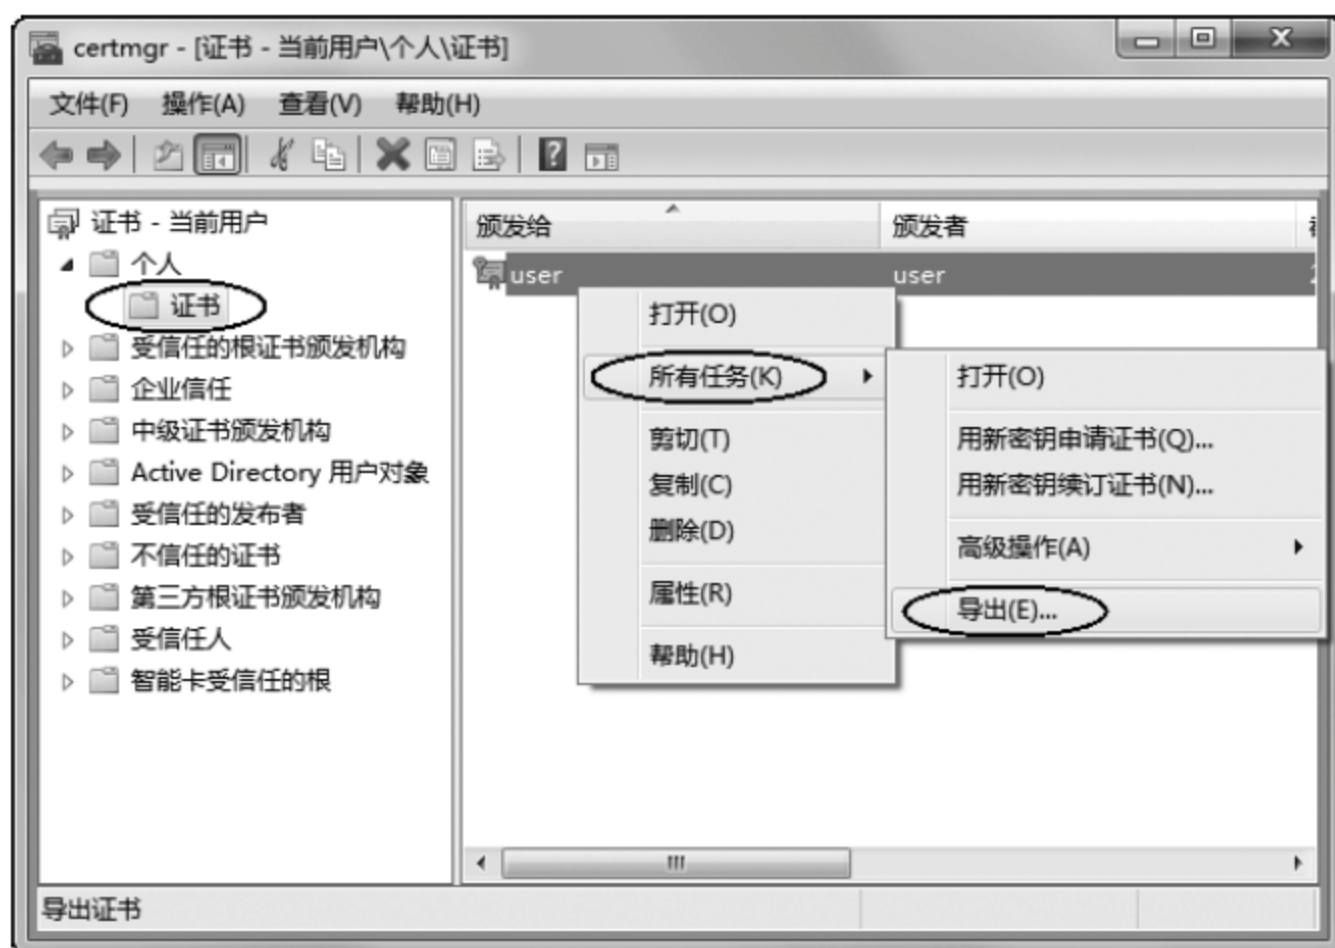 certmgr - [证书 - 当前用户\个人\证书]
文件(F) 操作(A) 查看(V) 帮助(H)
证书 - 当前用户
个人
证书
受信任的根证书颁发机构
企业信任
中级证书颁发机构
Active Directory 用户对象
受信任的发布者
不信任的证书
第三方根证书颁发机构
受信任人
智能卡受信任的根
颁发给 颁发者
user user
打开(O)
所有任务(K)
剪切(T)
复制(C)
删除(D)
属性(R)
帮助(H)
打开(O)
用新密钥申请证书(Q)...
用新密钥续订证书(N)...
高级操作(A)
导出(E)...
导出证书